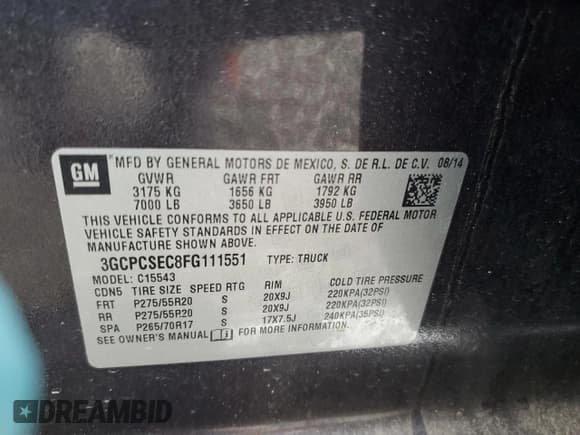 GM
MFD BY GENERAL MOTORS DE MEXICO, S. DE R.L. DE C.V. 08/14
GVWR GAWR FRT GAWR RR
3175 KG 1656 KG 1792 KG
7000 LB 3650 LB 3950 LB
THIS VEHICLE CONFORMS TO ALL APPLICABLE U.S. FEDERAL MOTOR
VEHICLE SAFETY STANDARDS IN EFFECT ON THE DATE OF
MANUFACTURE SHOWN ABOVE.
3GCPCSEC8FG111551 TYPE: TRUCK
MODEL: C15543
CDN5 TIRE SIZE SPEED RTG RIM COLD TIRE PRESSURE
FRT P275/55R20 S 20X9J 220KPA(32PSI)
RR P275/55R20 S 20X9J 220KPA(32PSI)
SPA P265/70R17 S 17X7.5J 240KPA(35PSI)
SEE OWNER'S MANUAL FOR MORE INFORMATION
DREAMBID